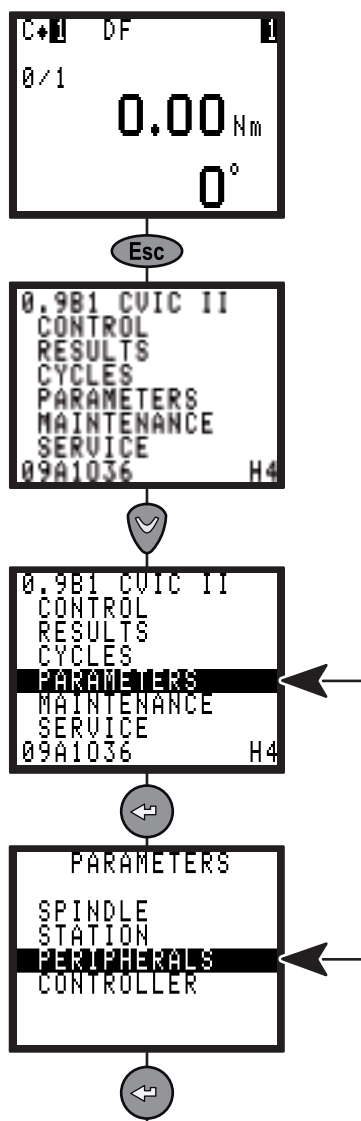 C♦1 DF 1
0/1
0.00 Nm
0°
Esc
0.9B1 CVIC II
CONTROL
RESULTS
CYCLES
PARAMETERS
MAINTENANCE
SERVICE
09A1036 H4
0.9B1 CVIC II
CONTROL
RESULTS
CYCLES
PARAMETERS
MAINTENANCE
SERVICE
09A1036 H4
PARAMETERS
SPINDLE
STATION
PERIPHERALS
CONTROLLER